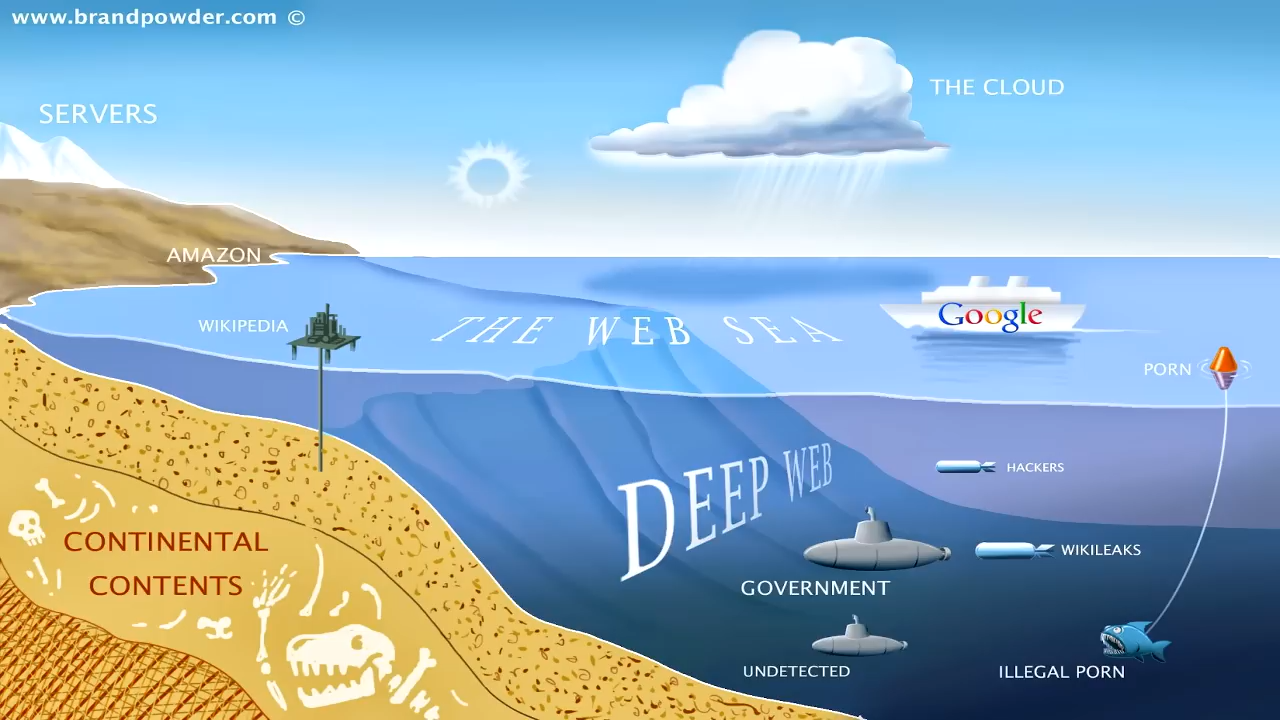 www.brandpowder.com ©
SERVERS
THE CLOUD
AMAZON
WIKIPEDIA
THE WEB SEA
Google
PORN
DEEP WEB
HACKERS
WIKILEAKS
GOVERNMENT
UNDETECTED
ILLEGAL PORN
CONTINENTAL
CONTENTS